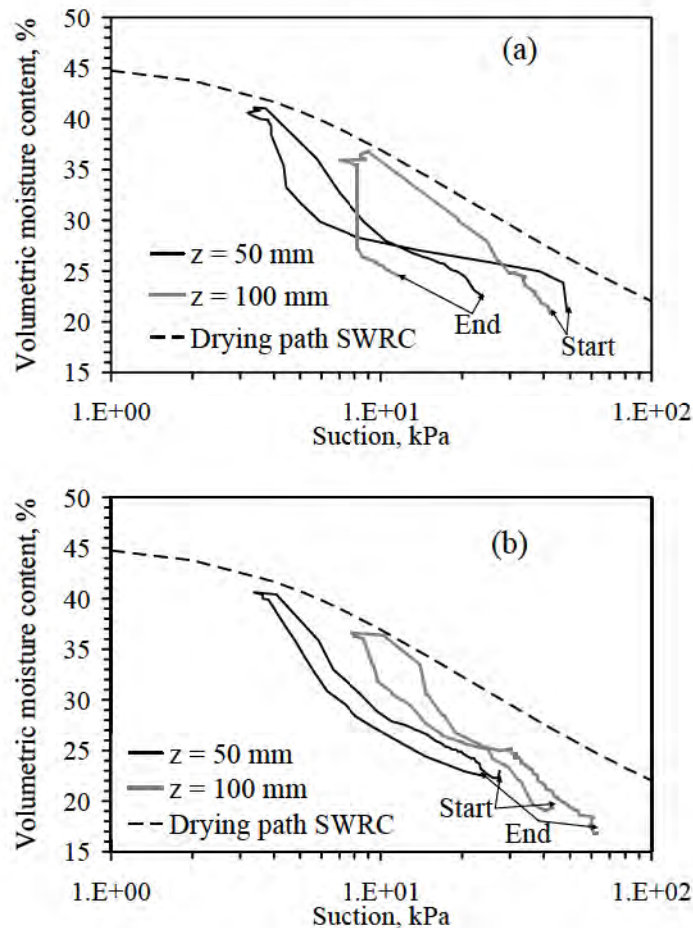 (a)
Volumetric moisture content, %
50
45
40
35
30
25
20
15
z = 50 mm
z = 100 mm
Drying path SWRC
End
Start
1.E+00
1.E+01
1.E+02
Suction, kPa
(b)
Volumetric moisture content, %
50
45
40
35
30
25
20
15
z = 50 mm
z = 100 mm
Drying path SWRC
Start
End
1.E+00
1.E+01
1.E+02
Suction, kPa